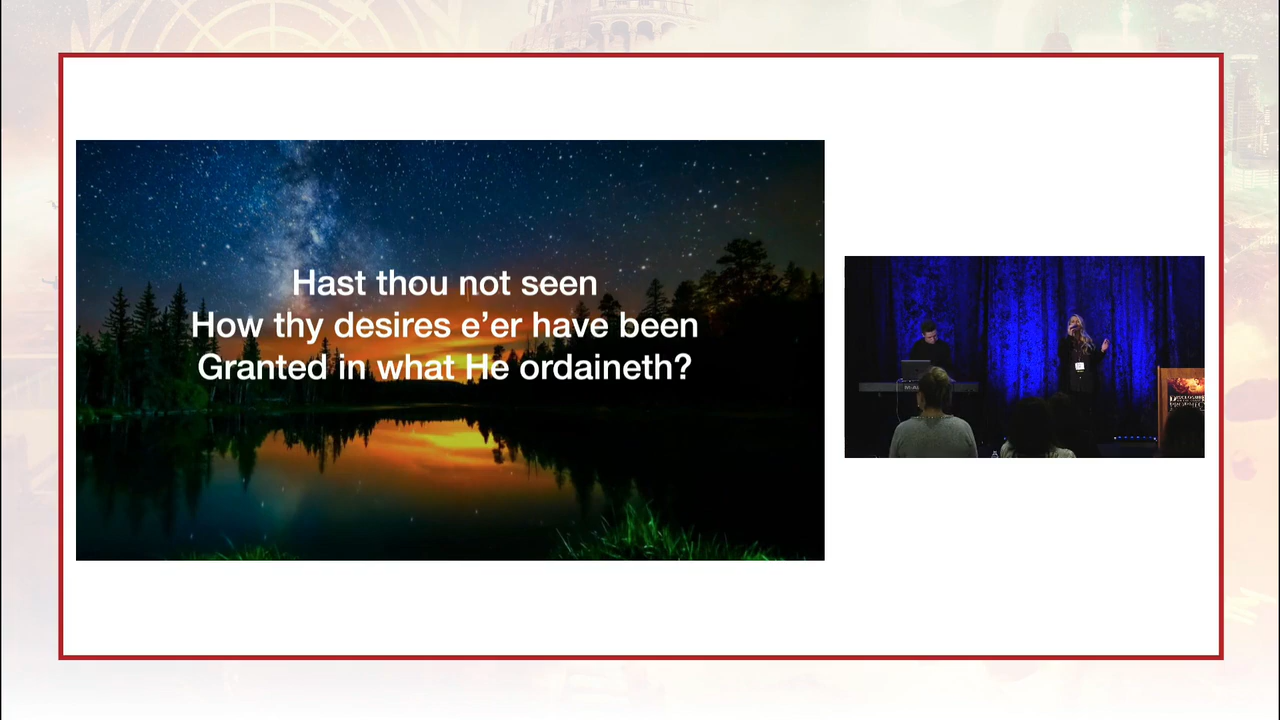 Hast thou not seen
How thy desires e’er have been
Granted in what He ordaineth?